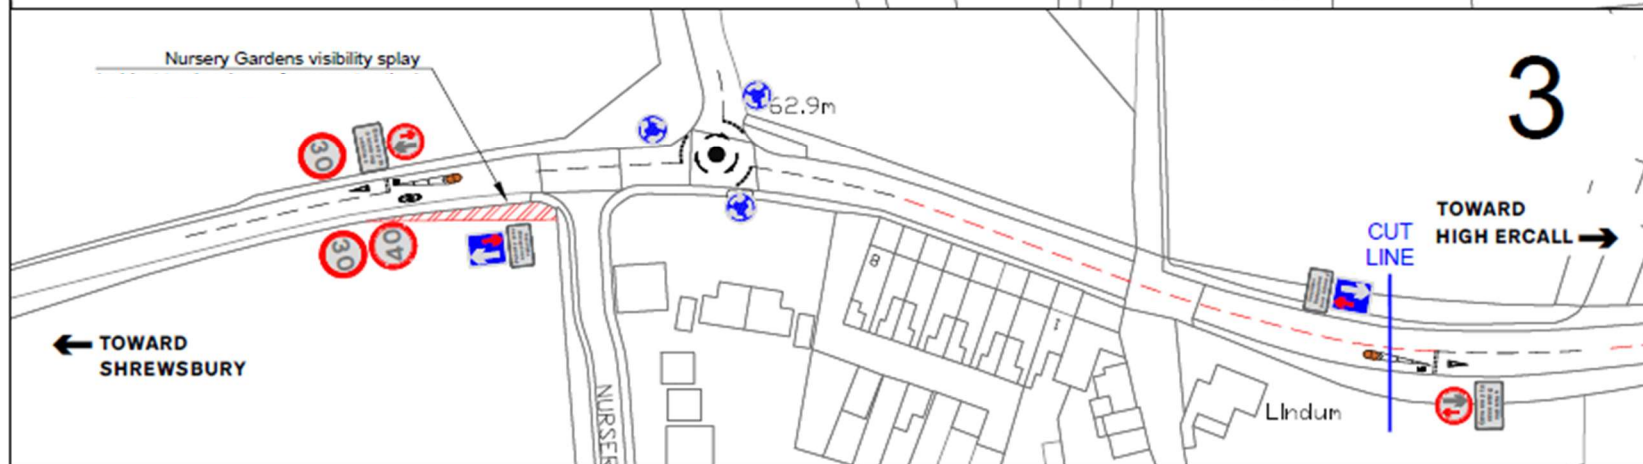 Nursery Gardens visibility splay
62.9m
3
30
30
40
8
1
CUT
LINE
TOWARD
HIGH ERCALL
TOWARD
SHREWSBURY
NURSER
LIndum